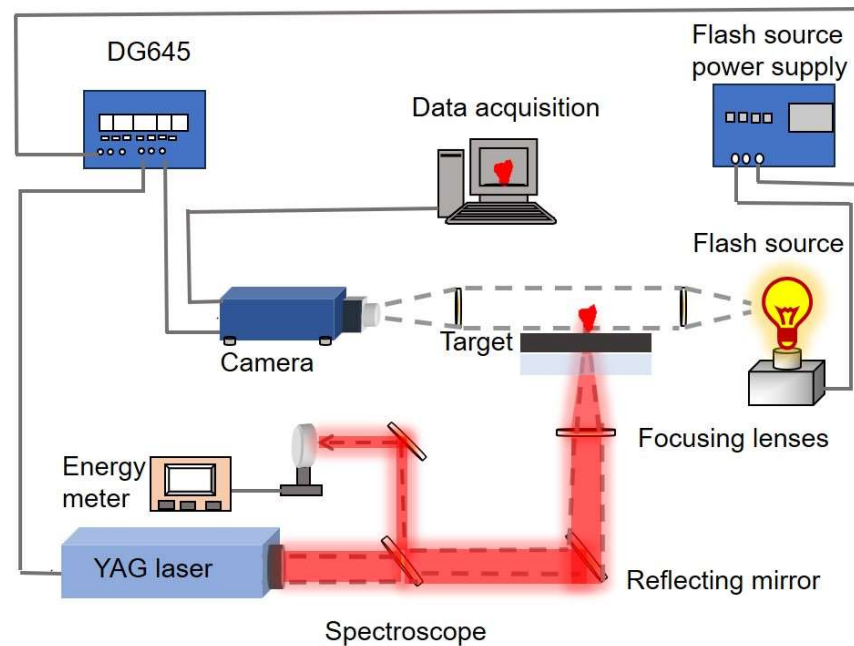 DG645
Flash source
power supply
Data acquisition
Flash source
Camera
Target
Focusing lenses
Energy
meter
YAG laser
Reflecting mirror
Spectroscope